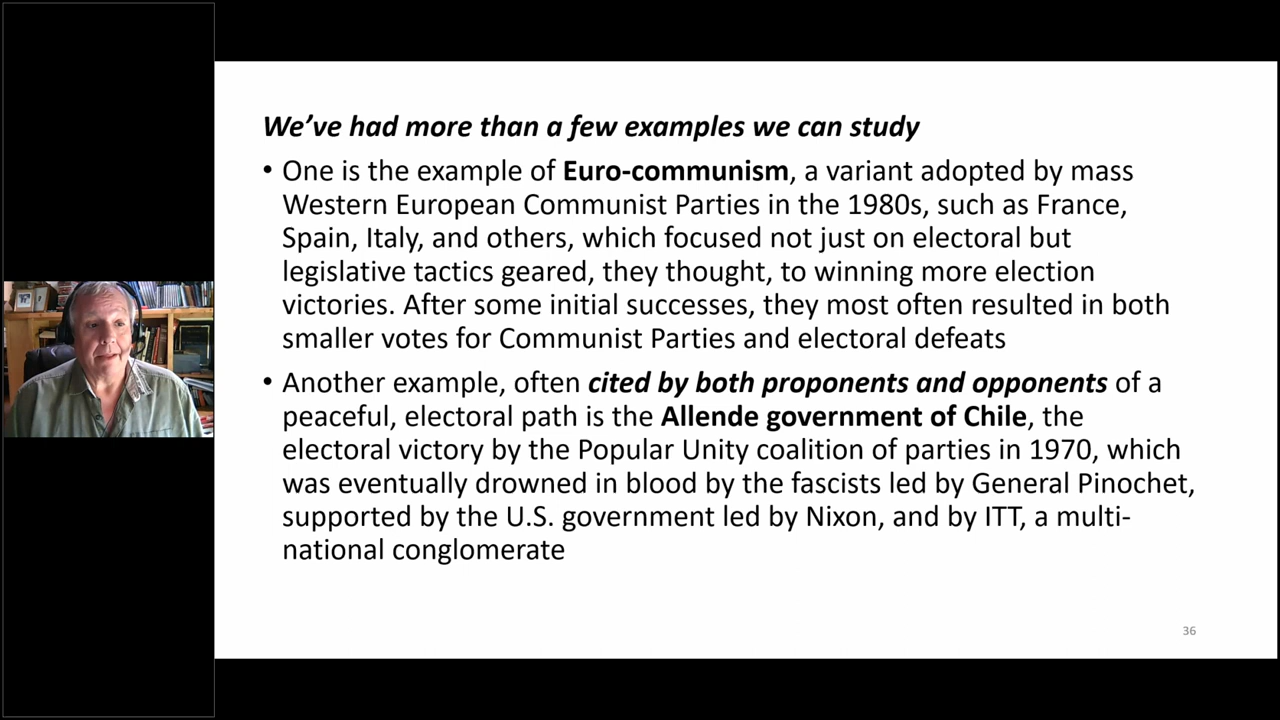 We’ve had more than a few examples we can study
• One is the example of Euro-communism, a variant adopted by mass
Western European Communist Parties in the 1980s, such as France,
Spain, Italy, and others, which focused not just on electoral but
legislative tactics geared, they thought, to winning more election
victories. After some initial successes, they most often resulted in both
smaller votes for Communist Parties and electoral defeats
• Another example, often cited by both proponents and opponents of a
peaceful, electoral path is the Allende government of Chile, the
electoral victory by the Popular Unity coalition of parties in 1970, which
was eventually drowned in blood by the fascists led by General Pinochet,
supported by the U.S. government led by Nixon, and by ITT, a multi-
national conglomerate
36